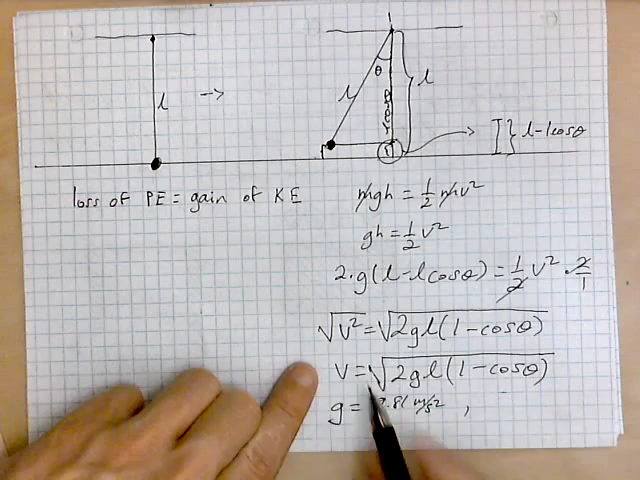 l
→
θ
l
l cosθ
l
l-lcosθ
loss of PE = gain of KE
mgh = 1/2 mv²
gh = 1/2 v²
2·g(l-lcosθ) = 1/2 v² · 2/1
√v² = √2gl(1-cosθ)
v = √2gl(1-cosθ)
g = 9.81 m/s² ,